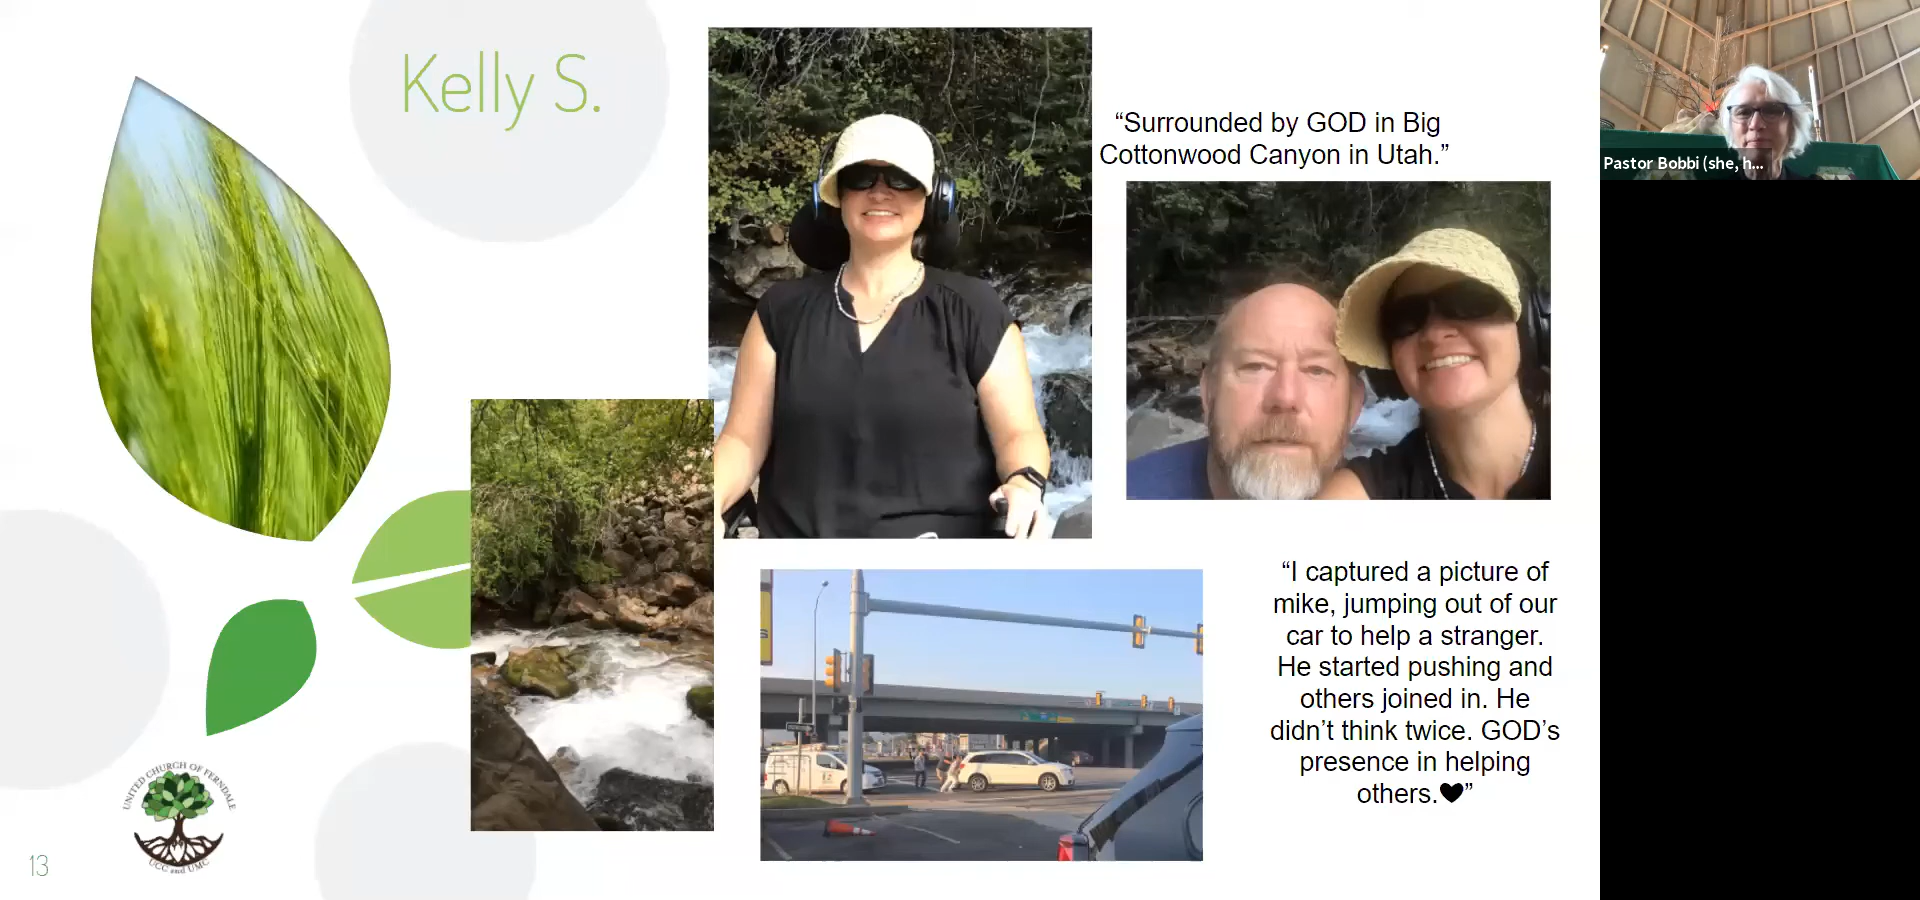 Kelly S.
“Surrounded by GOD in Big
Cottonwood Canyon in Utah.”
Pastor Bobbi (she, h...
“I captured a picture of
mike, jumping out of our
car to help a stranger.
He started pushing and
others joined in. He
didn’t think twice. GOD’s
presence in helping
others.🖤”
UNITED CHURCH OF FERNDALE
UCC and UMC
13